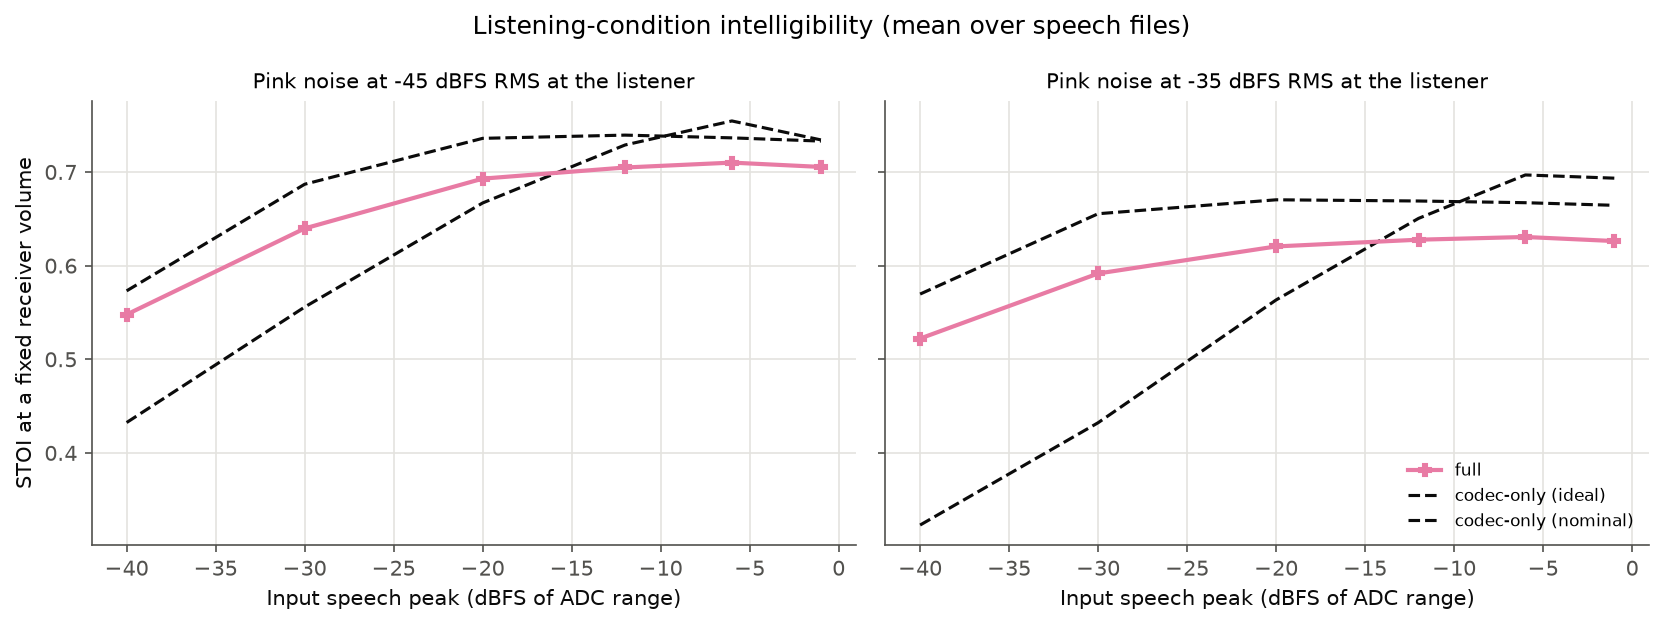 Listening-condition intelligibility (mean over speech files)
Pink noise at -45 dBFS RMS at the listener
Pink noise at -35 dBFS RMS at the listener
STOI at a fixed receiver volume
0.7
0.6
0.5
0.4
full
codec-only (ideal)
codec-only (nominal)
−40 −35 −30 −25 −20 −15 −10 −5 0
−40 −35 −30 −25 −20 −15 −10 −5 0
Input speech peak (dBFS of ADC range)
Input speech peak (dBFS of ADC range)